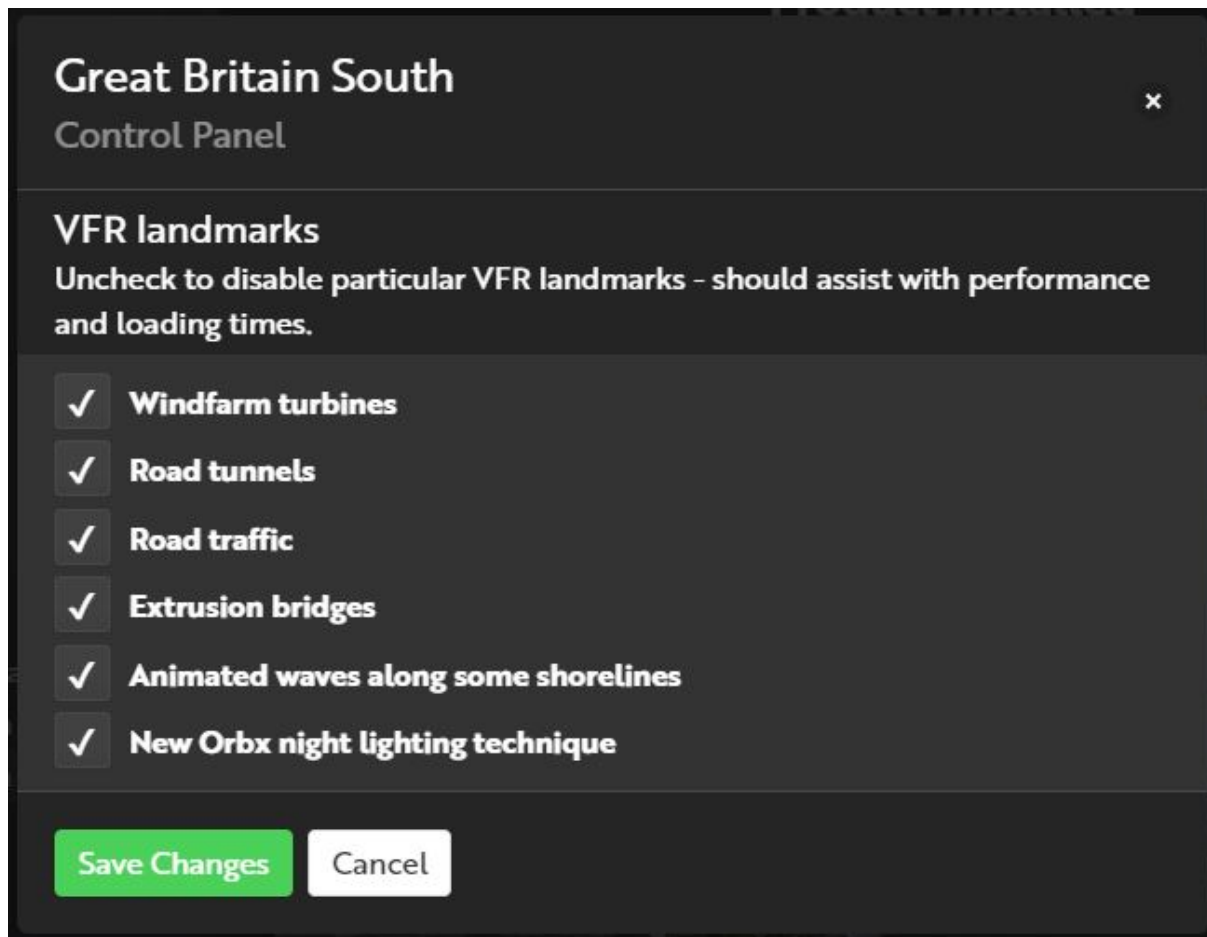 Great Britain South
Control Panel
VFR landmarks
Uncheck to disable particular VFR landmarks - should assist with performance
and loading times.
Windfarm turbines
Road tunnels
Road traffic
Extrusion bridges
Animated waves along some shorelines
New Orbx night lighting technique
Save Changes
Cancel